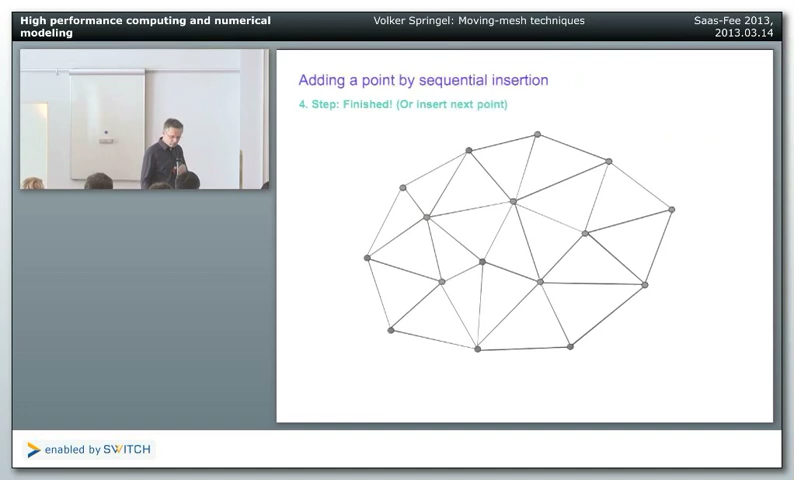 High performance computing and numerical
modeling
Volker Springel: Moving-mesh techniques
Saas-Fee 2013,
2013.03.14
Adding a point by sequential insertion
4. Step: Finished! (Or insert next point)
enabled by SWITCH